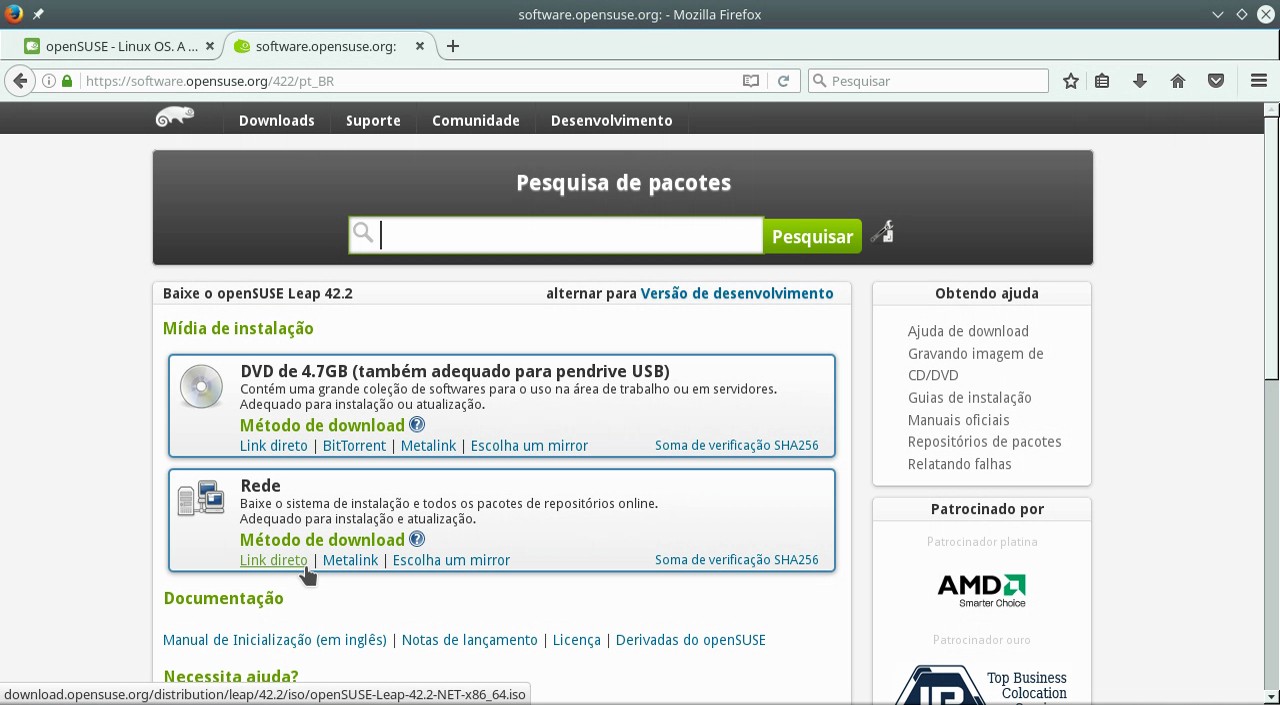 software.opensuse.org: - Mozilla Firefox
openSUSE - Linux OS. A ...
software.opensuse.org:
https://software.opensuse.org/422/pt_BR
Pesquisar
Downloads
Suporte
Comunidade
Desenvolvimento
Pesquisa de pacotes
Pesquisar
Baixe o openSUSE Leap 42.2
alternar para Versão de desenvolvimento
Mídia de instalação
DVD de 4.7GB (também adequado para pendrive USB)
Contém uma grande coleção de softwares para o uso na área de trabalho ou em servidores.
Adequado para instalação ou atualização.
Método de download
Link direto | BitTorrent | Metalink | Escolha um mirror
Soma de verificação SHA256
Rede
Baixe o sistema de instalação e todos os pacotes de repositórios online.
Adequado para instalação e atualização.
Método de download
Link direto | Metalink | Escolha um mirror
Soma de verificação SHA256
Documentação
Manual de Inicialização (em inglês) | Notas de lançamento | Licença | Derivadas do openSUSE
Necessita ajuda?
Obtendo ajuda
Ajuda de download
Gravando imagem de
CD/DVD
Guias de instalação
Manuais oficiais
Repositórios de pacotes
Relatando falhas
Patrocinado por
Patrocinador platina
AMD
Smarter Choice
Patrocinador ouro
Top Business
Colocation
download.opensuse.org/distribution/leap/42.2/iso/openSUSE-Leap-42.2-NET-x86_64.iso